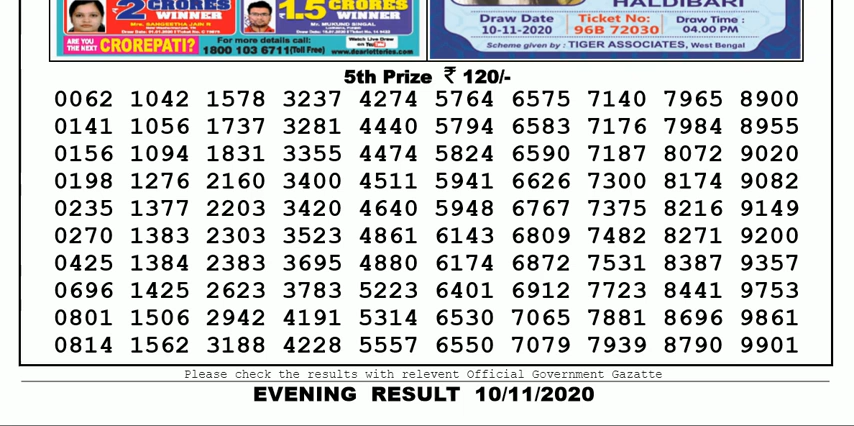 2 CRORES
WINNER
Mrs. SANGEETHA JAIN R
1.5 CRORES
WINNER
Mr. MUKUND SINGAL
HALDIBARI
Draw Date
10-11-2020
Ticket No:
96B 72030
Draw Time :
04.00 PM
Scheme given by : TIGER ASSOCIATES, West Bengal
ARE YOU
THE NEXT
CROREPATI?
For more details call:
1800 103 6711(Toll Free)
Watch Live Draw
on You
www.dearlotteries.com
5th Prize ₹ 120/-
0062 1042 1578 3237 4274 5764 6575 7140 7965 8900
0141 1056 1737 3281 4440 5794 6583 7176 7984 8955
0156 1094 1831 3355 4474 5824 6590 7187 8072 9020
0198 1276 2160 3400 4511 5941 6626 7300 8174 9082
0235 1377 2203 3420 4640 5948 6767 7375 8216 9149
0270 1383 2303 3523 4861 6143 6809 7482 8271 9200
0425 1384 2383 3695 4880 6174 6872 7531 8387 9357
0696 1425 2623 3783 5223 6401 6912 7723 8441 9753
0801 1506 2942 4191 5314 6530 7065 7881 8696 9861
0814 1562 3188 4228 5557 6550 7079 7939 8790 9901
Please check the results with relevent Official Government Gazatte
EVENING RESULT 10/11/2020